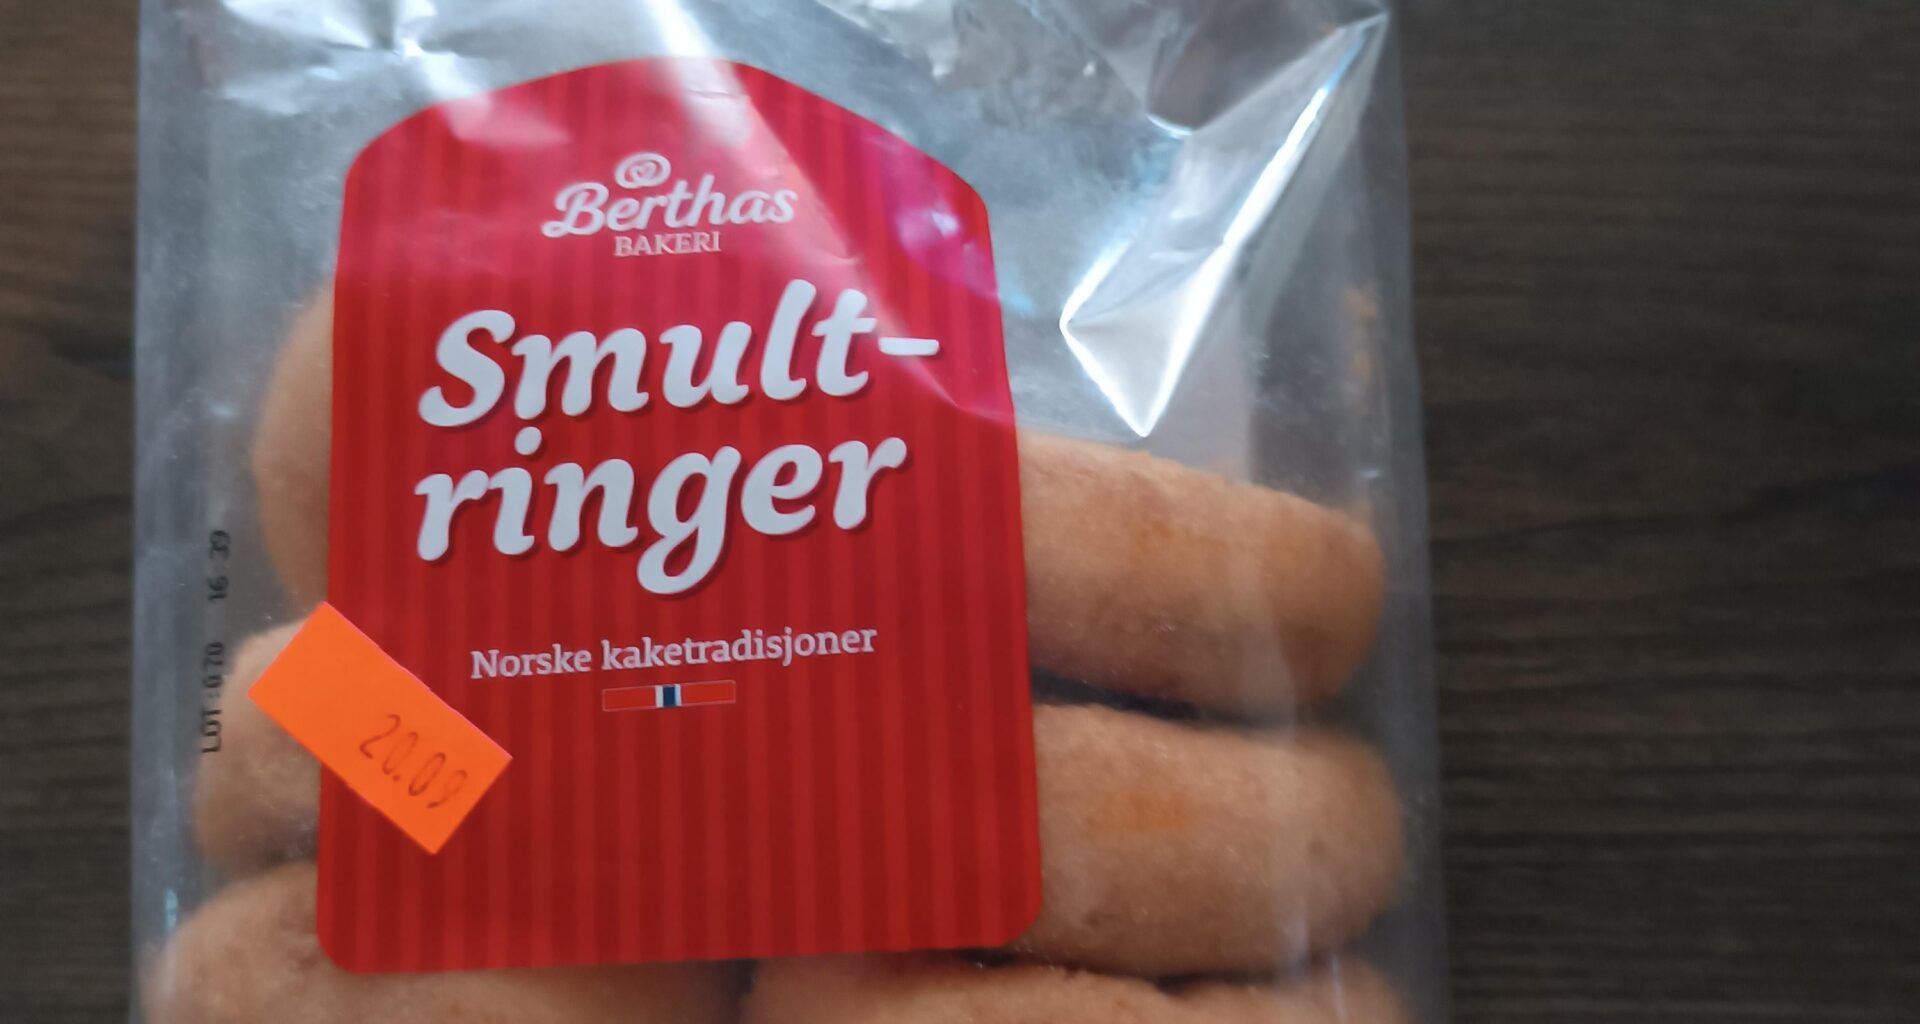 Berthas
BAKERI
Smult-
ringer
Norske kaketradisjoner
20.09
LOT:070 16:39